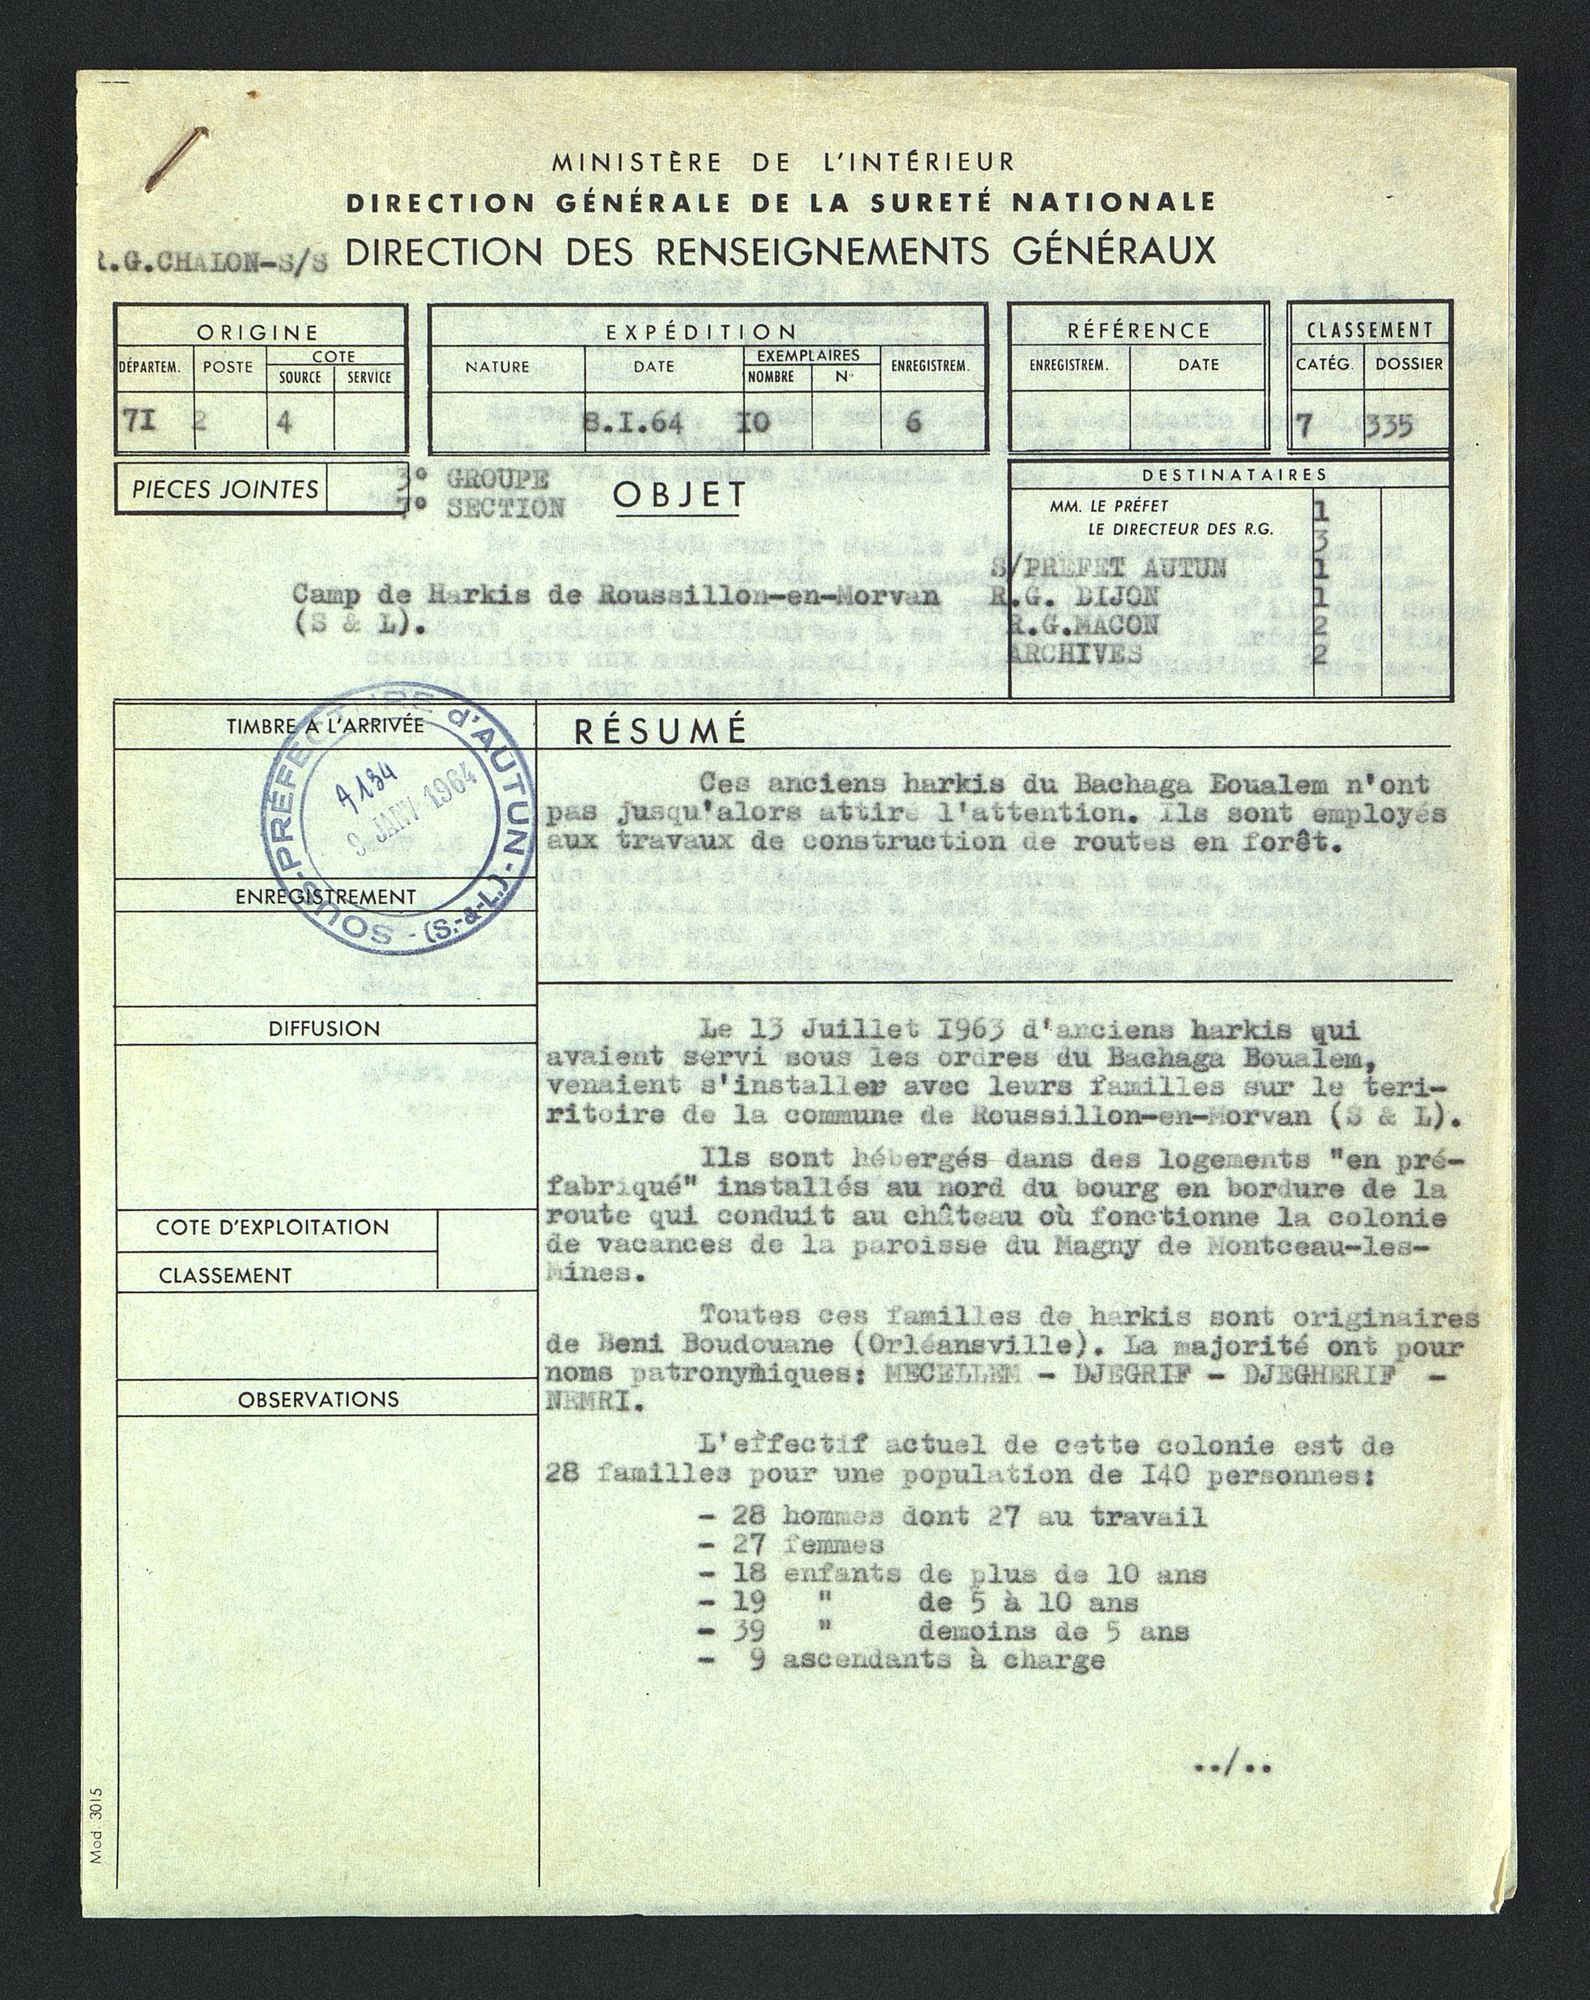 MINISTÈRE DE L'INTÉRIEUR
DIRECTION GÉNÉRALE DE LA SURETÉ NATIONALE
R.G.CHALON-S/S DIRECTION DES RENSEIGNEMENTS GÉNÉRAUX
ORIGINE
DÉPARTEM. POSTE COTE
SOURCE SERVICE
71 2 4
EXPÉDITION
NATURE DATE EXEMPLAIRES ENREGISTREM.
NOMBRE N°
8.I.64 IO 6
RÉFÉRENCE
ENREGISTREM. DATE
CLASSEMENT
CATÉG. DOSSIER
7 335
PIÈCES JOINTES
3° GROUPE
7° SECTION
OBJET
Camp de Harkis de Roussillon-en-Morvan
(S & L).
DESTINATAIRES
MM. LE PRÉFET 1
LE DIRECTEUR DES R.G. 3
S/PREFET AUTUN 1
R.G. DIJON 1
R.G.MACON 2
ARCHIVES 2
TIMBRE A L'ARRIVÉE
SOUS-PRÉFECTURE d'AUTUN - (S.-&-L.) -
A184
9 JANV 1964
ENREGISTREMENT
DIFFUSION
COTE D'EXPLOITATION
CLASSEMENT
OBSERVATIONS
RÉSUMÉ
Ces anciens harkis du Bachaga Eoualem n'ont
pas jusqu'alors attiré l'attention. Ils sont employés
aux travaux de construction de routes en forêt.
Le 13 Juillet I963 d'anciens harkis qui
avaient servi sous les ordres du Bachaga Boualem,
venaient s'installer avec leurs familles sur le teri-
ritoire de la commune de Roussillon-en-Morvan (S & L).
Ils sont hébergés dans des logements "en pré-
fabriqué" installés au nord du bourg en bordure de la
route qui conduit au château où fonctionne la colonie
de vacances de la paroisse du Magny de Montceau-les-
Mines.
Toutes ces familles de harkis sont originaires
de Beni Boudouane (Orléansville). La majorité ont pour
noms patronymiques: MECELLEM - DJEGRIF - DJEGHERIF -
NEMRI.
L'effectif actuel de cette colonie est de
28 familles pour une population de I40 personnes:
- 28 hommes dont 27 au travail
- 27 femmes
- 18 enfants de plus de 10 ans
- 19 " de 5 à 10 ans
- 39 " demoins de 5 ans
- 9 ascendants à charge
../..
Mod. 3015